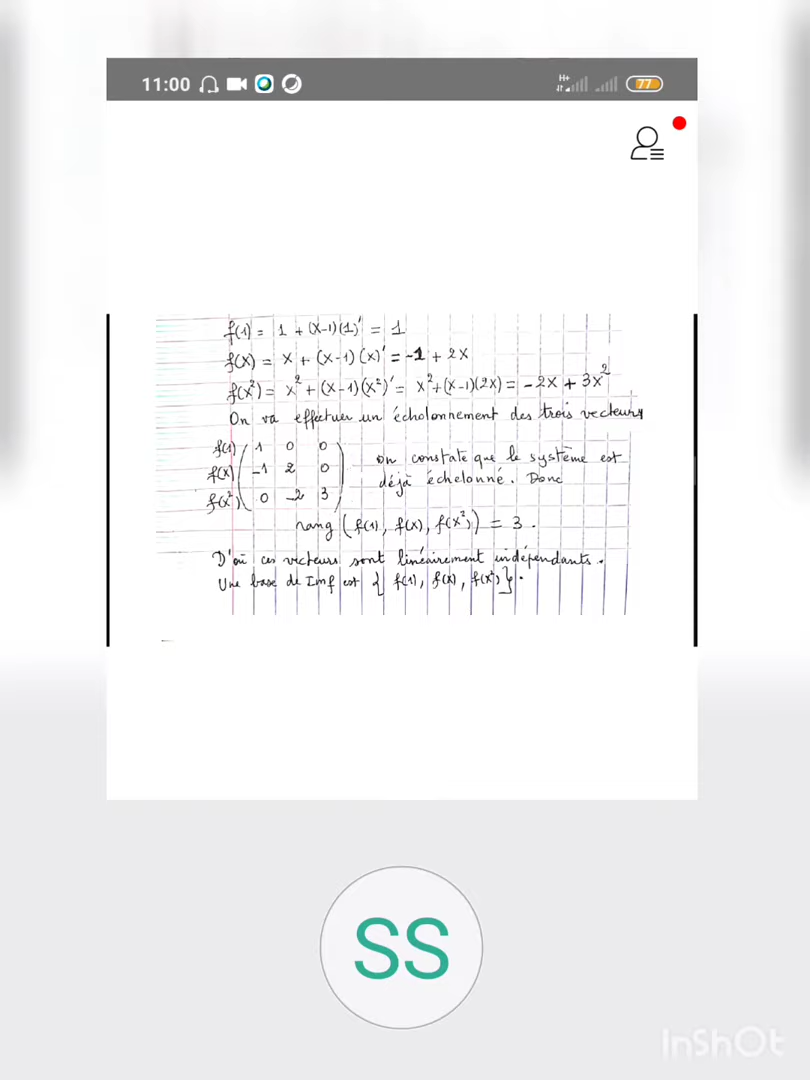 11:00
H+
77
f(1) = 1 + (X-1)(1)' = 1
f(X) = X + (X-1)(X)' = -1 + 2X
f(X²) = X² + (X-1)(X²)' = X² + (X-1)(2X) = -2X + 3X²
On va effectuer un écholonnement des trois vecteurs
f(1) ( 1 0 0 )
f(X) ( -1 2 0 )
f(X²) ( 0 -2 3 )
on constate que le système est
déjà échelonné. Donc
rang (f(1), f(X), f(X²)) = 3.
D'où ces vecteurs sont linéairement indépendants.
Une base de Imf est { f(1), f(X), f(X²) }.
SS
InShOt